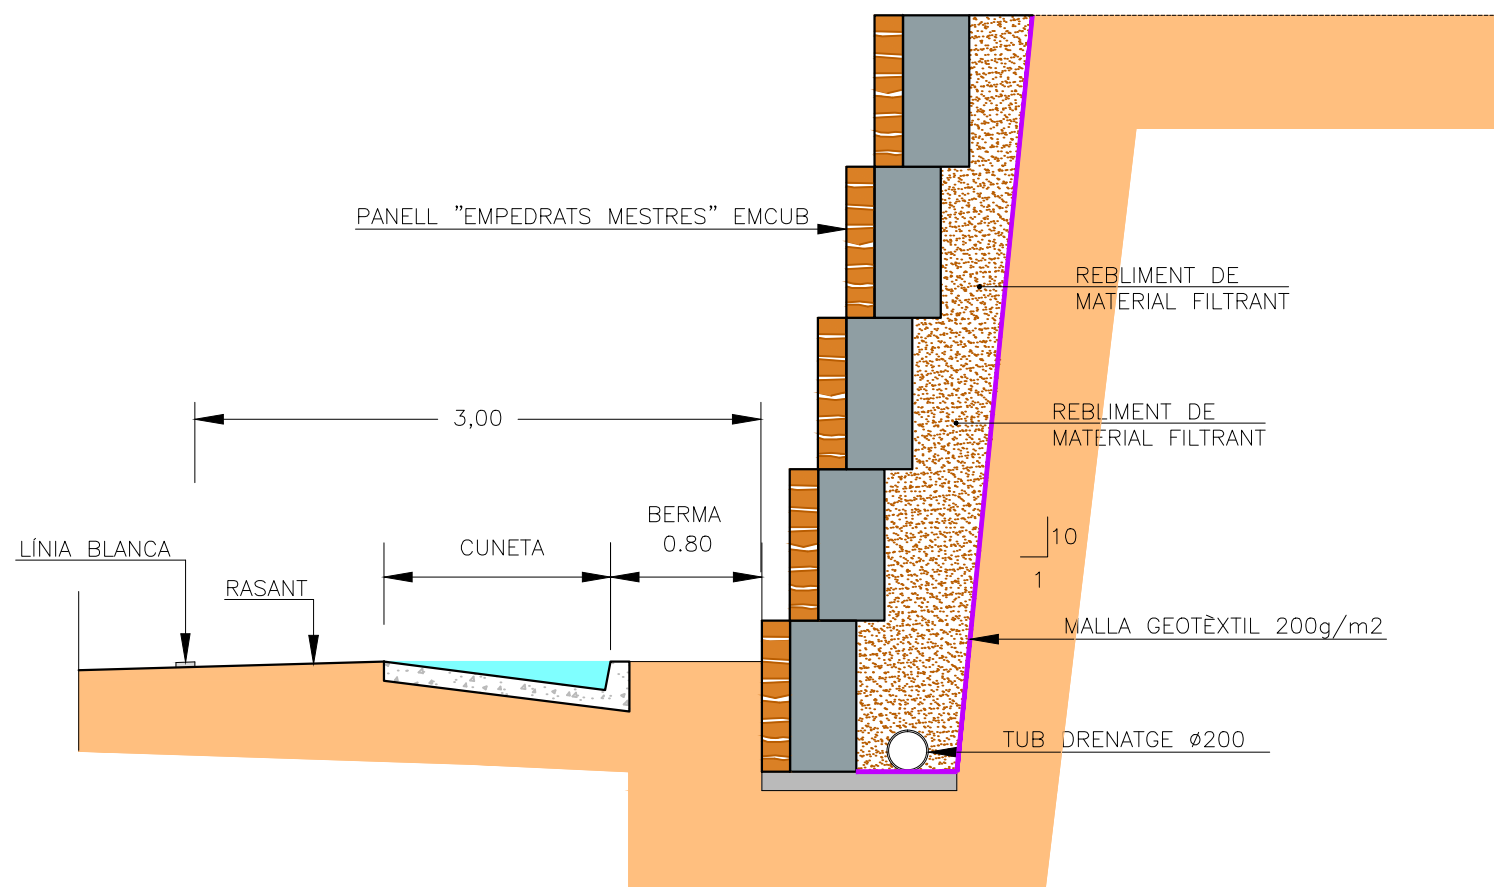 PANELL "EMPEDRATS MESTRES" EMCUB
REBLIMENT DE
MATERIAL FILTRANT
3,00
REBLIMENT DE
MATERIAL FILTRANT
BERMA
0.80
CUNETA
LÍNIA BLANCA
RASANT
10
1
MALLA GEOTÈXTIL 200g/m2
TUB DRENATGE ø200